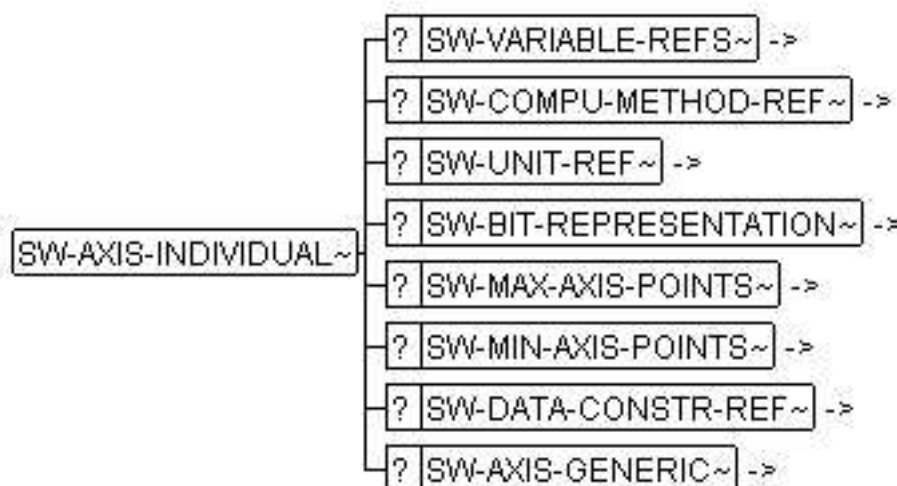 ? SW-VARIABLE-REFS~ ->
? SW-COMPU-METHOD-REF~ ->
? SW-UNIT-REF~ ->
? SW-BIT-REPRESENTATION~ ->
SW-AXIS-INDIVIDUAL~
? SW-MAX-AXIS-POINTS~ ->
? SW-MIN-AXIS-POINTS~ ->
? SW-DATA-CONSTR-REF~ ->
? SW-AXIS-GENERIC~ ->